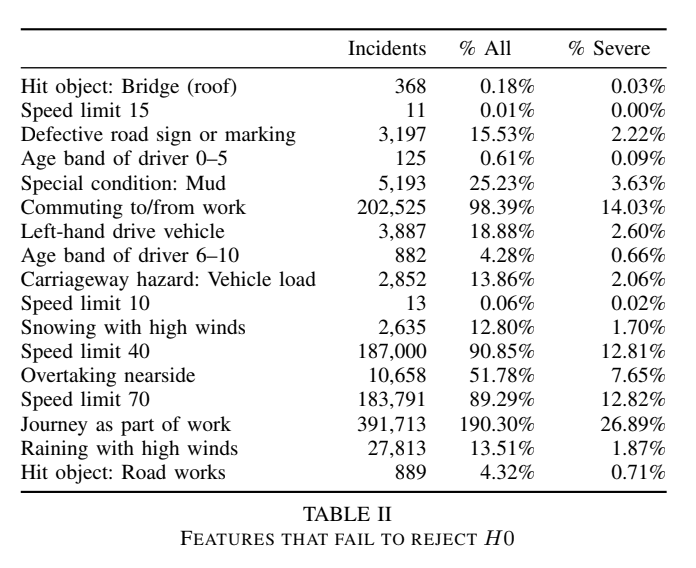 Incidents % All % Severe
Hit object: Bridge (roof) 368 0.18% 0.03%
Speed limit 15 11 0.01% 0.00%
Defective road sign or marking 3,197 15.53% 2.22%
Age band of driver 0–5 125 0.61% 0.09%
Special condition: Mud 5,193 25.23% 3.63%
Commuting to/from work 202,525 98.39% 14.03%
Left-hand drive vehicle 3,887 18.88% 2.60%
Age band of driver 6–10 882 4.28% 0.66%
Carriageway hazard: Vehicle load 2,852 13.86% 2.06%
Speed limit 10 13 0.06% 0.02%
Snowing with high winds 2,635 12.80% 1.70%
Speed limit 40 187,000 90.85% 12.81%
Overtaking nearside 10,658 51.78% 7.65%
Speed limit 70 183,791 89.29% 12.82%
Journey as part of work 391,713 190.30% 26.89%
Raining with high winds 27,813 13.51% 1.87%
Hit object: Road works 889 4.32% 0.71%
TABLE II
FEATURES THAT FAIL TO REJECT H0